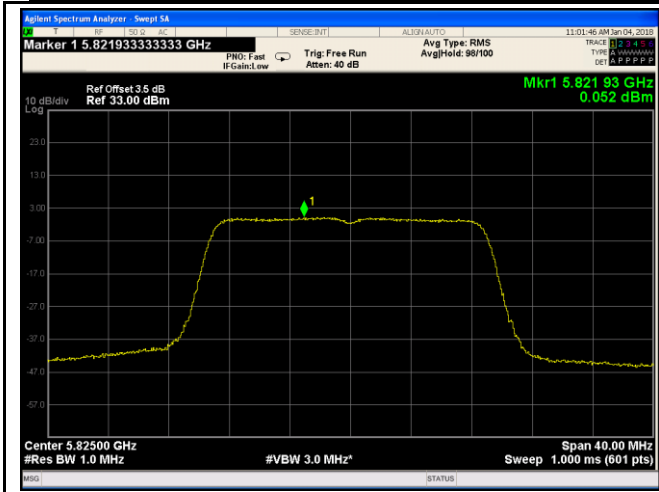 Agilent Spectrum Analyzer - Swept SA
LXI T RF 50 Ω AC SENSE:INT ALIGN AUTO 11:01:46 AM Jan 04, 2018
Marker 1 5.821933333333 GHz
PNO: Fast
IFGain:Low
Trig: Free Run
Atten: 40 dB
Avg Type: RMS
Avg|Hold: 98/100
TRACE 1 2 3 4 5 6
TYPE A WWWWW
DET A P P P P P
Mkr1 5.821 93 GHz
0.052 dBm
Ref Offset 3.5 dB
10 dB/div Ref 33.00 dBm
Log
23.0
13.0
1
3.00
-7.00
-17.0
-27.0
-37.0
-47.0
-57.0
Center 5.82500 GHz Span 40.00 MHz
#Res BW 1.0 MHz #VBW 3.0 MHz* Sweep 1.000 ms (601 pts)
MSG STATUS